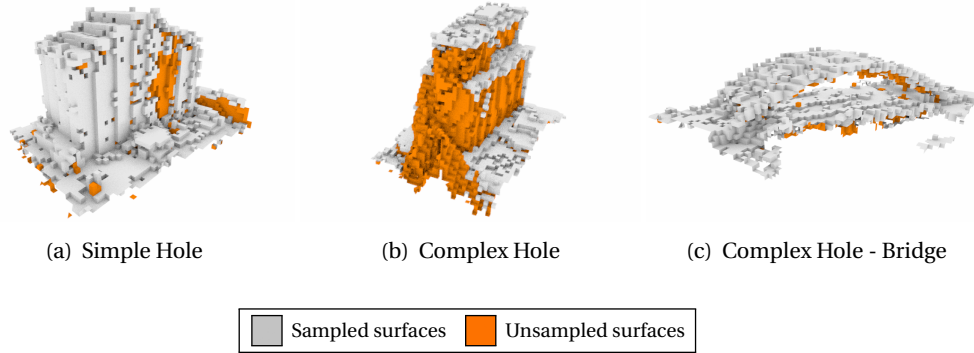 (a) Simple Hole
(b) Complex Hole
(c) Complex Hole - Bridge
Sampled surfaces
Unsampled surfaces